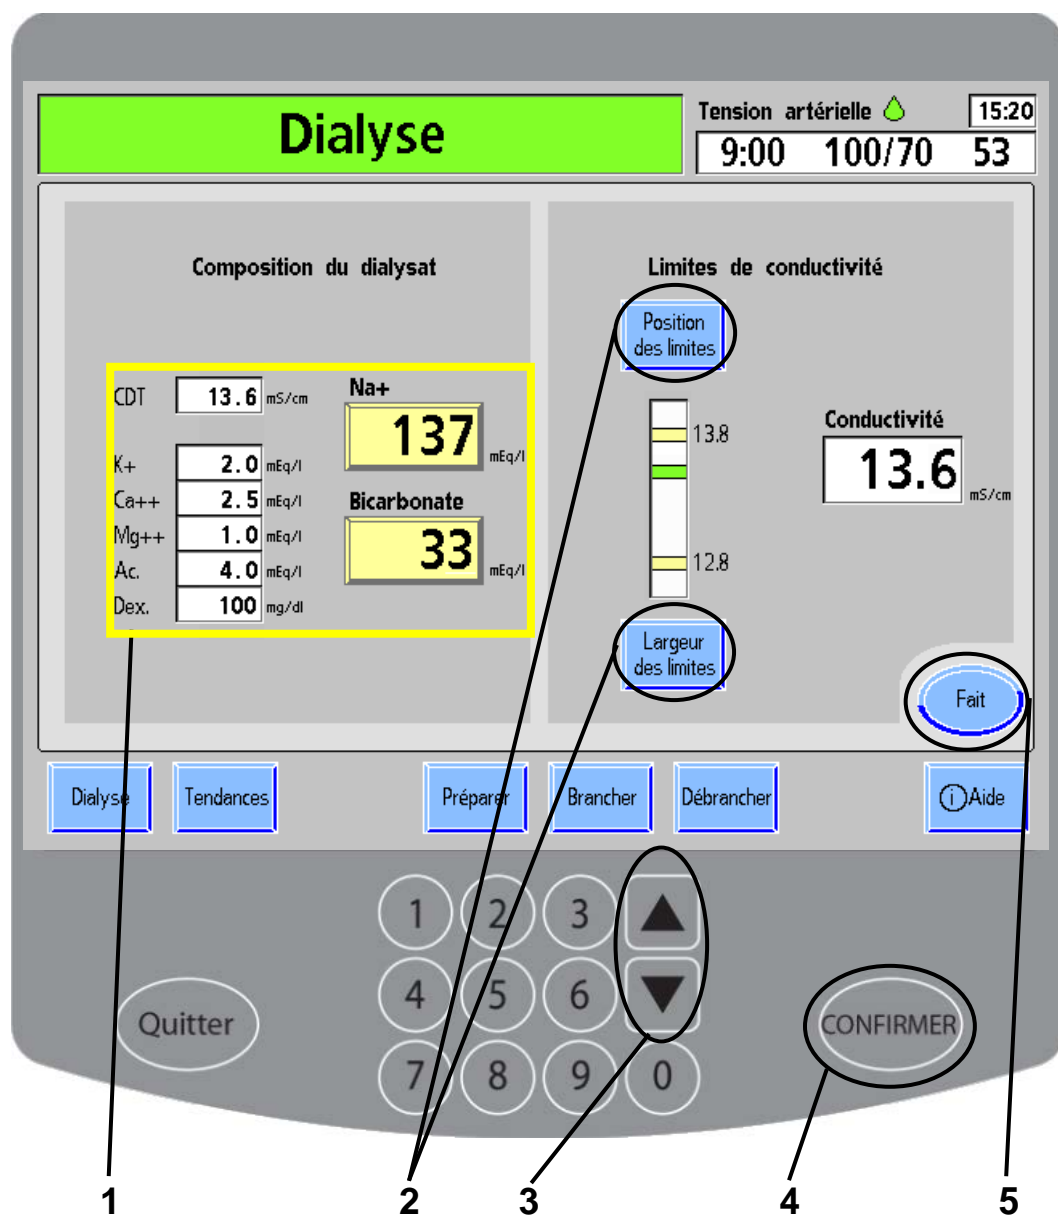 Dialyse
Tension artérielle 15:20
9:00 100/70 53
Composition du dialysat
Limites de conductivité
Position
des limites
CDT 13.6 mS/cm
Na+
137 mEq/l
K+ 2.0 mEq/l
Ca++ 2.5 mEq/l
Mg++ 1.0 mEq/l
Ac. 4.0 mEq/l
Dex. 100 mg/dl
Bicarbonate
33 mEq/l
13.8
12.8
Conductivité
13.6 mS/cm
Largeur
des limites
Fait
Dialyse Tendances Préparer Brancher Débrancher iAide
1 2 3
4 5 6
7 8 9 0
Quitter
CONFIRMER
1 2 3 4 5